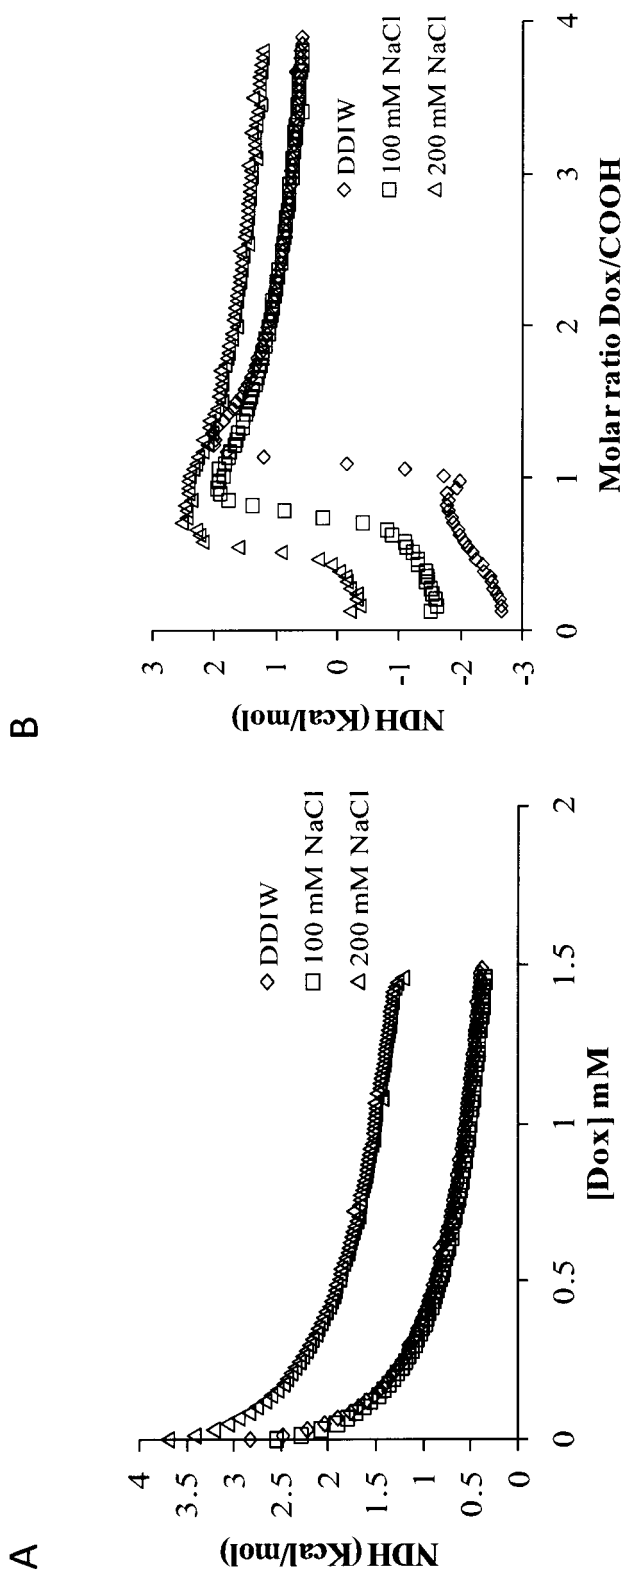 A
NDH (Kcal/mol)
4
3.5
3
2.5
2
1.5
1
0.5
0
◇ DDIW
□ 100 mM NaCl
△ 200 mM NaCl
0
0.5
1
1.5
2
[Dox] mM
B
NDH (Kcal/mol)
3
2
1
0
-1
-2
-3
◇ DDIW
□ 100 mM NaCl
△ 200 mM NaCl
0
1
2
3
4
Molar ratio Dox/COOH